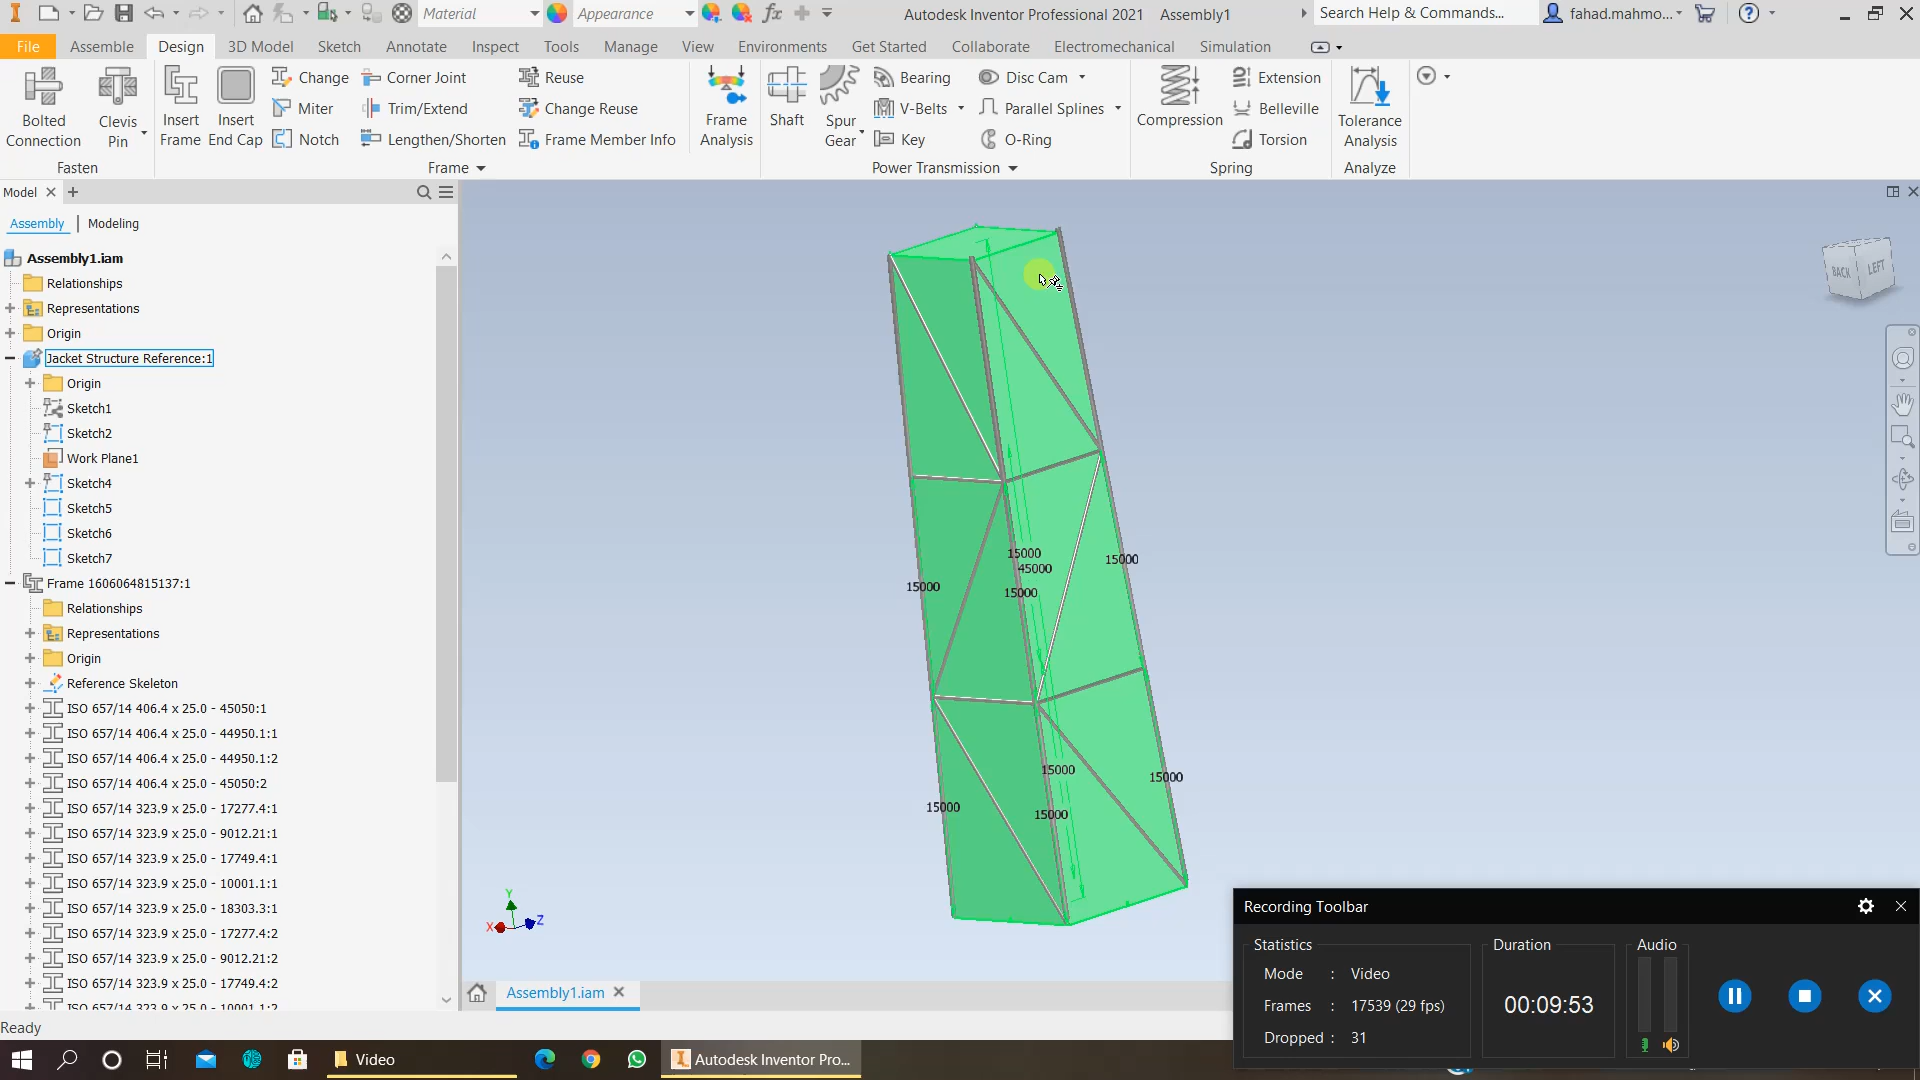 Material
Appearance
fx
Autodesk Inventor Professional 2021 Assembly1
Search Help & Commands...
fahad.mahmo...
File Assemble Design 3D Model Sketch Annotate Inspect Tools Manage View Environments Get Started Collaborate Electromechanical Simulation
Bolted Connection
Clevis Pin
Fasten
Insert Frame
Insert End Cap
Change
Miter
Notch
Corner Joint
Trim/Extend
Lengthen/Shorten
Reuse
Change Reuse
Frame Member Info
Frame
Frame Analysis
Shaft
Spur Gear
Bearing
V-Belts
Key
Disc Cam
Parallel Splines
O-Ring
Power Transmission
Compression
Extension
Belleville
Torsion
Spring
Tolerance Analysis
Analyze
Model
Assembly | Modeling
Assembly1.iam
Relationships
Representations
Origin
Jacket Structure Reference:1
Origin
Sketch1
Sketch2
Work Plane1
Sketch4
Sketch5
Sketch6
Sketch7
Frame 1606064815137:1
Relationships
Representations
Origin
Reference Skeleton
ISO 657/14 406.4 x 25.0 - 45050:1
ISO 657/14 406.4 x 25.0 - 44950.1:1
ISO 657/14 406.4 x 25.0 - 44950.1:2
ISO 657/14 406.4 x 25.0 - 45050:2
ISO 657/14 323.9 x 25.0 - 17277.4:1
ISO 657/14 323.9 x 25.0 - 9012.21:1
ISO 657/14 323.9 x 25.0 - 17749.4:1
ISO 657/14 323.9 x 25.0 - 10001.1:1
ISO 657/14 323.9 x 25.0 - 18303.3:1
ISO 657/14 323.9 x 25.0 - 17277.4:2
ISO 657/14 323.9 x 25.0 - 9012.21:2
ISO 657/14 323.9 x 25.0 - 17749.4:2
ISO 657/14 323.9 x 25.0 - 10001.1:2
BACK LEFT
15000
45000
15000
15000
15000
15000
15000
15000
15000
Y
X
Z
Assembly1.iam
Ready
Recording Toolbar
Statistics
Mode : Video
Frames : 17539 (29 fps)
Dropped : 31
Duration
00:09:53
Audio
Video
Autodesk Inventor Pro...